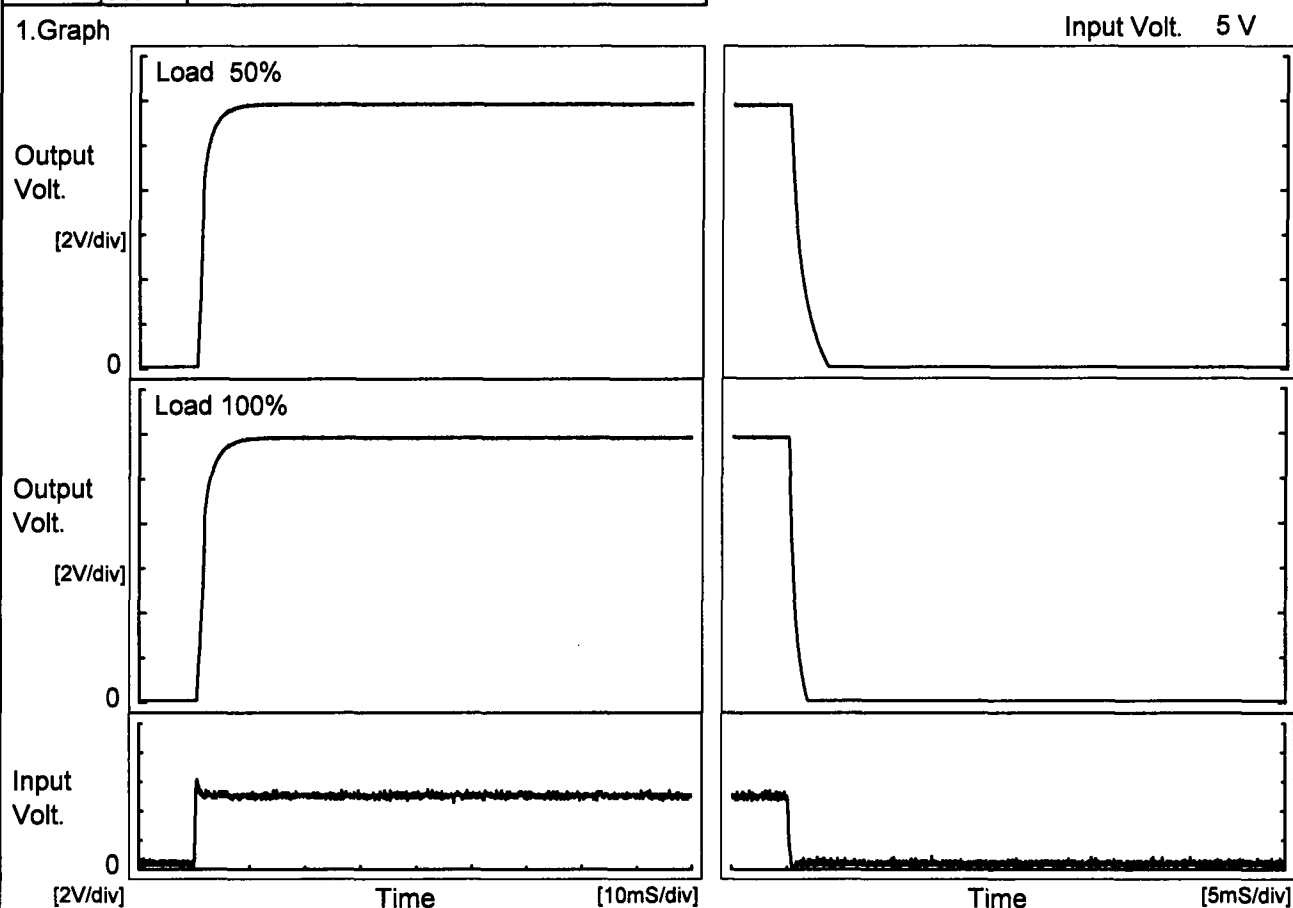 1.Graph
Input Volt. 5 V
Load 50%
Output
Volt.
[2V/div]
0
Load 100%
Output
Volt.
[2V/div]
0
Input
Volt.
0
[2V/div]
Time
[10mS/div]
Time
[5mS/div]